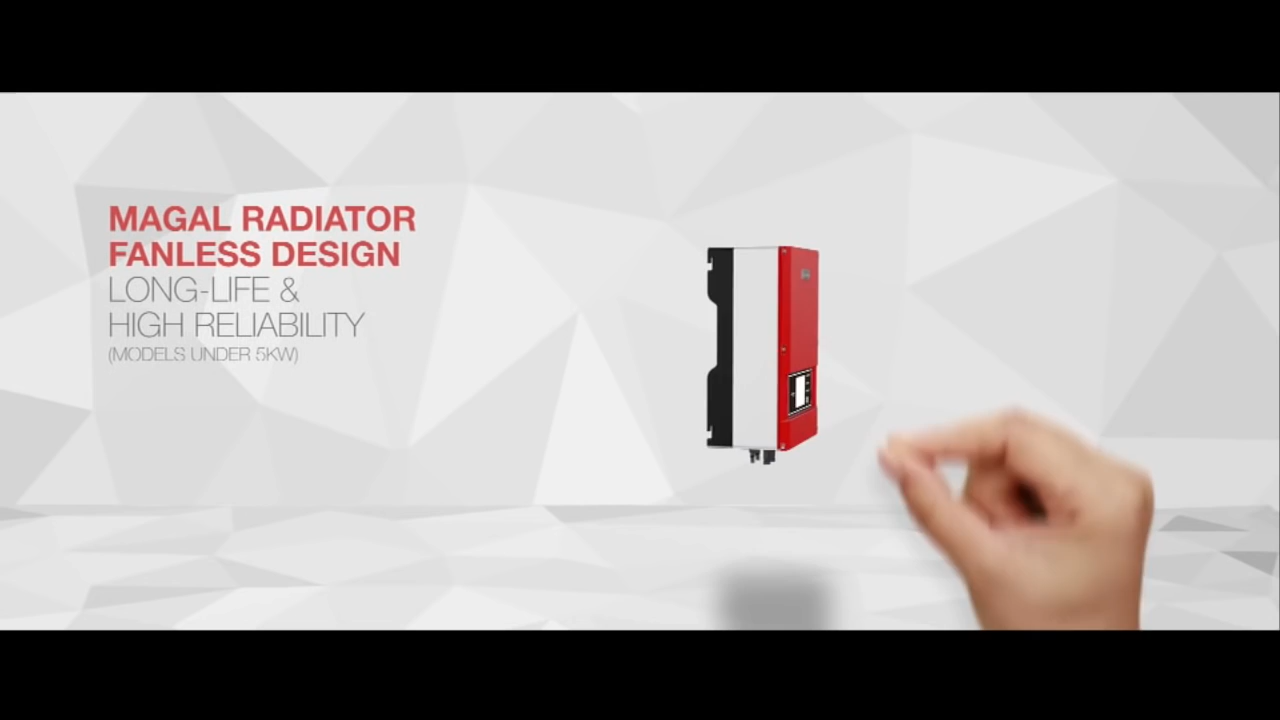 MAGAL RADIATOR
FANLESS DESIGN
LONG-LIFE &
HIGH RELIABILITY
(MODELS UNDER 5KW)